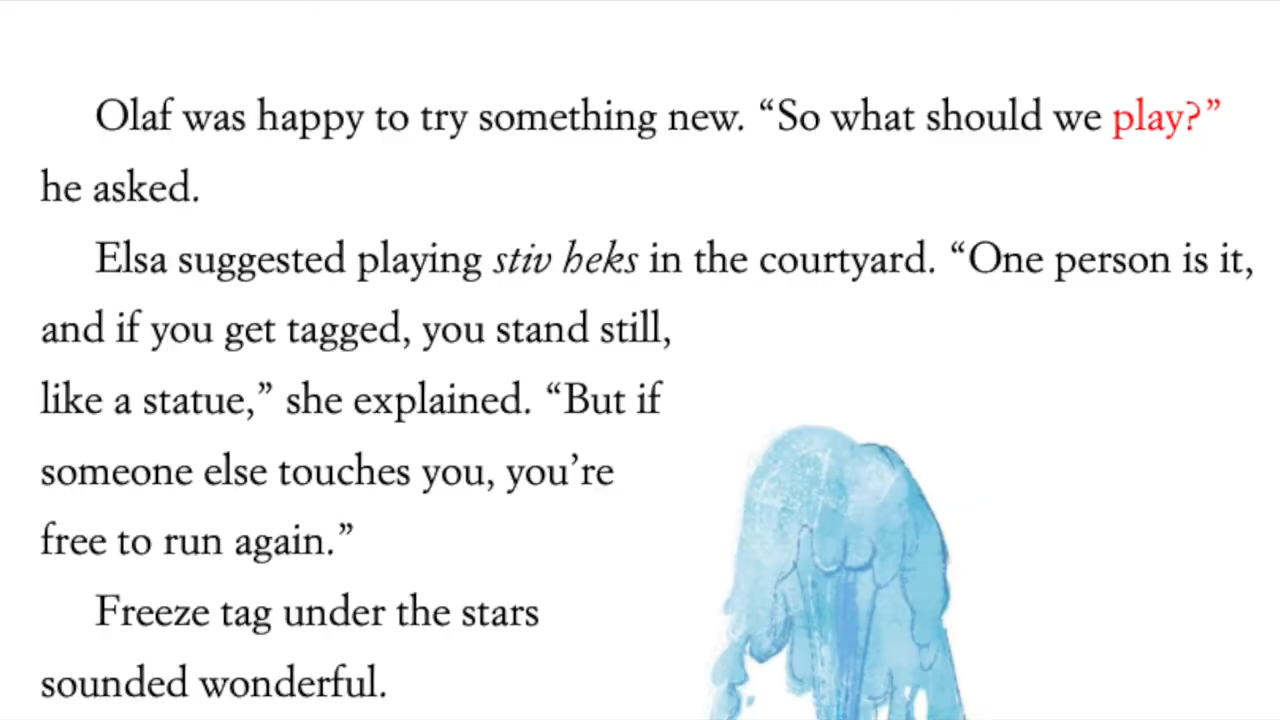 Olaf was happy to try something new. “So what should we play?”
he asked.
Elsa suggested playing stiv heks in the courtyard. “One person is it,
and if you get tagged, you stand still,
like a statue,” she explained. “But if
someone else touches you, you’re
free to run again.”
Freeze tag under the stars
sounded wonderful.